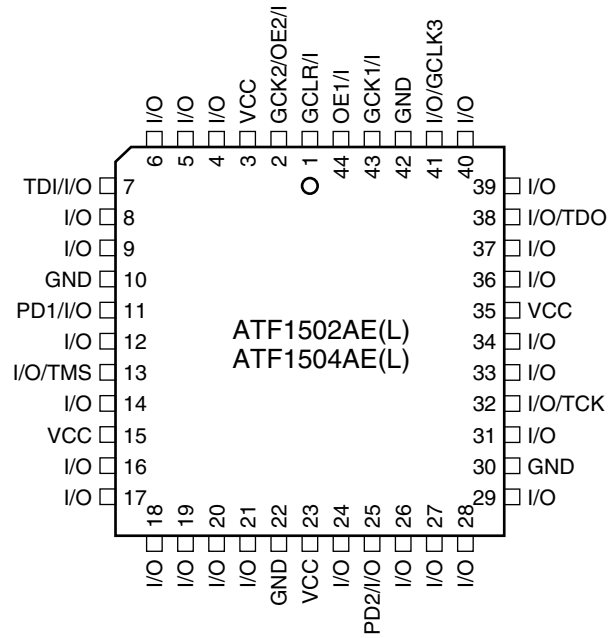 I/O
I/O
I/O
VCC
GCK2/OE2/I
GCLR/I
OE1/I
GCK1/I
GND
I/O/GCLK3
I/O
6
5
4
3
2
1
44
43
42
41
40
TDI/I/O 7
I/O 8
I/O 9
GND 10
PD1/I/O 11
I/O 12
I/O/TMS 13
I/O 14
VCC 15
I/O 16
I/O 17
39 I/O
38 I/O/TDO
37 I/O
36 I/O
35 VCC
34 I/O
33 I/O
32 I/O/TCK
31 I/O
30 GND
29 I/O
ATF1502AE(L)
ATF1504AE(L)
18
19
20
21
22
23
24
25
26
27
28
I/O
I/O
I/O
I/O
GND
VCC
I/O
PD2/I/O
I/O
I/O
I/O